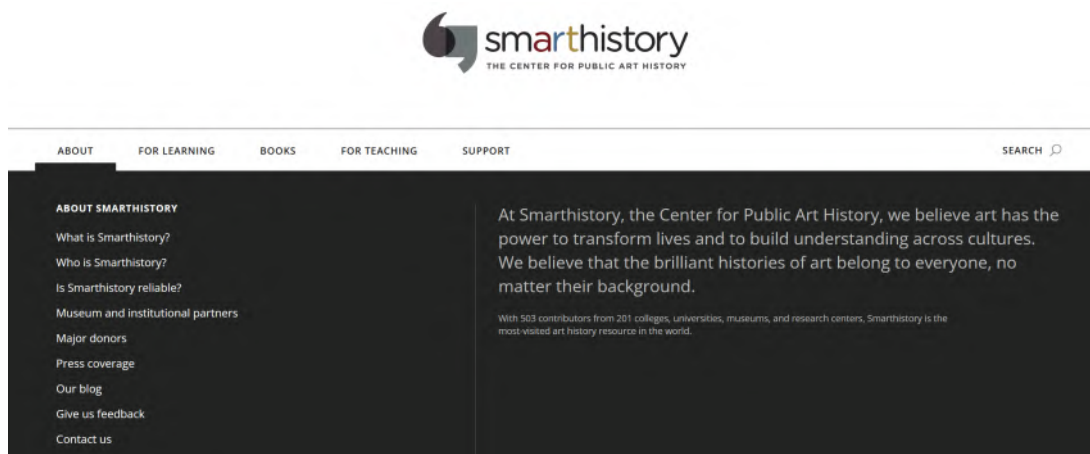 smarthistory
THE CENTER FOR PUBLIC ART HISTORY
ABOUT FOR LEARNING BOOKS FOR TEACHING SUPPORT SEARCH
ABOUT SMARTHISTORY
What is Smarthistory?
Who is Smarthistory?
Is Smarthistory reliable?
Museum and institutional partners
Major donors
Press coverage
Our blog
Give us feedback
Contact us
At Smarthistory, the Center for Public Art History, we believe art has the
power to transform lives and to build understanding across cultures.
We believe that the brilliant histories of art belong to everyone, no
matter their background.
With 503 contributors from 201 colleges, universities, museums, and research centers, Smarthistory is the
most-visited art history resource in the world.